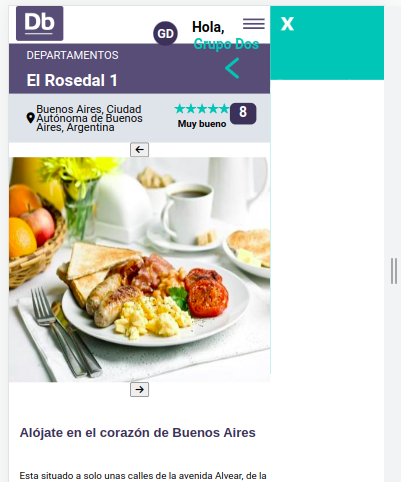 Db
GD
Hola,
Grupo Dos
X
DEPARTAMENTOS
El Rosedal 1
Buenos Aires, Ciudad
Autónoma de Buenos
Aires, Argentina
★★★★★
Muy bueno
8
←
→
Alójate en el corazón de Buenos Aires
Esta situado a solo unas calles de la avenida Alvear, de la